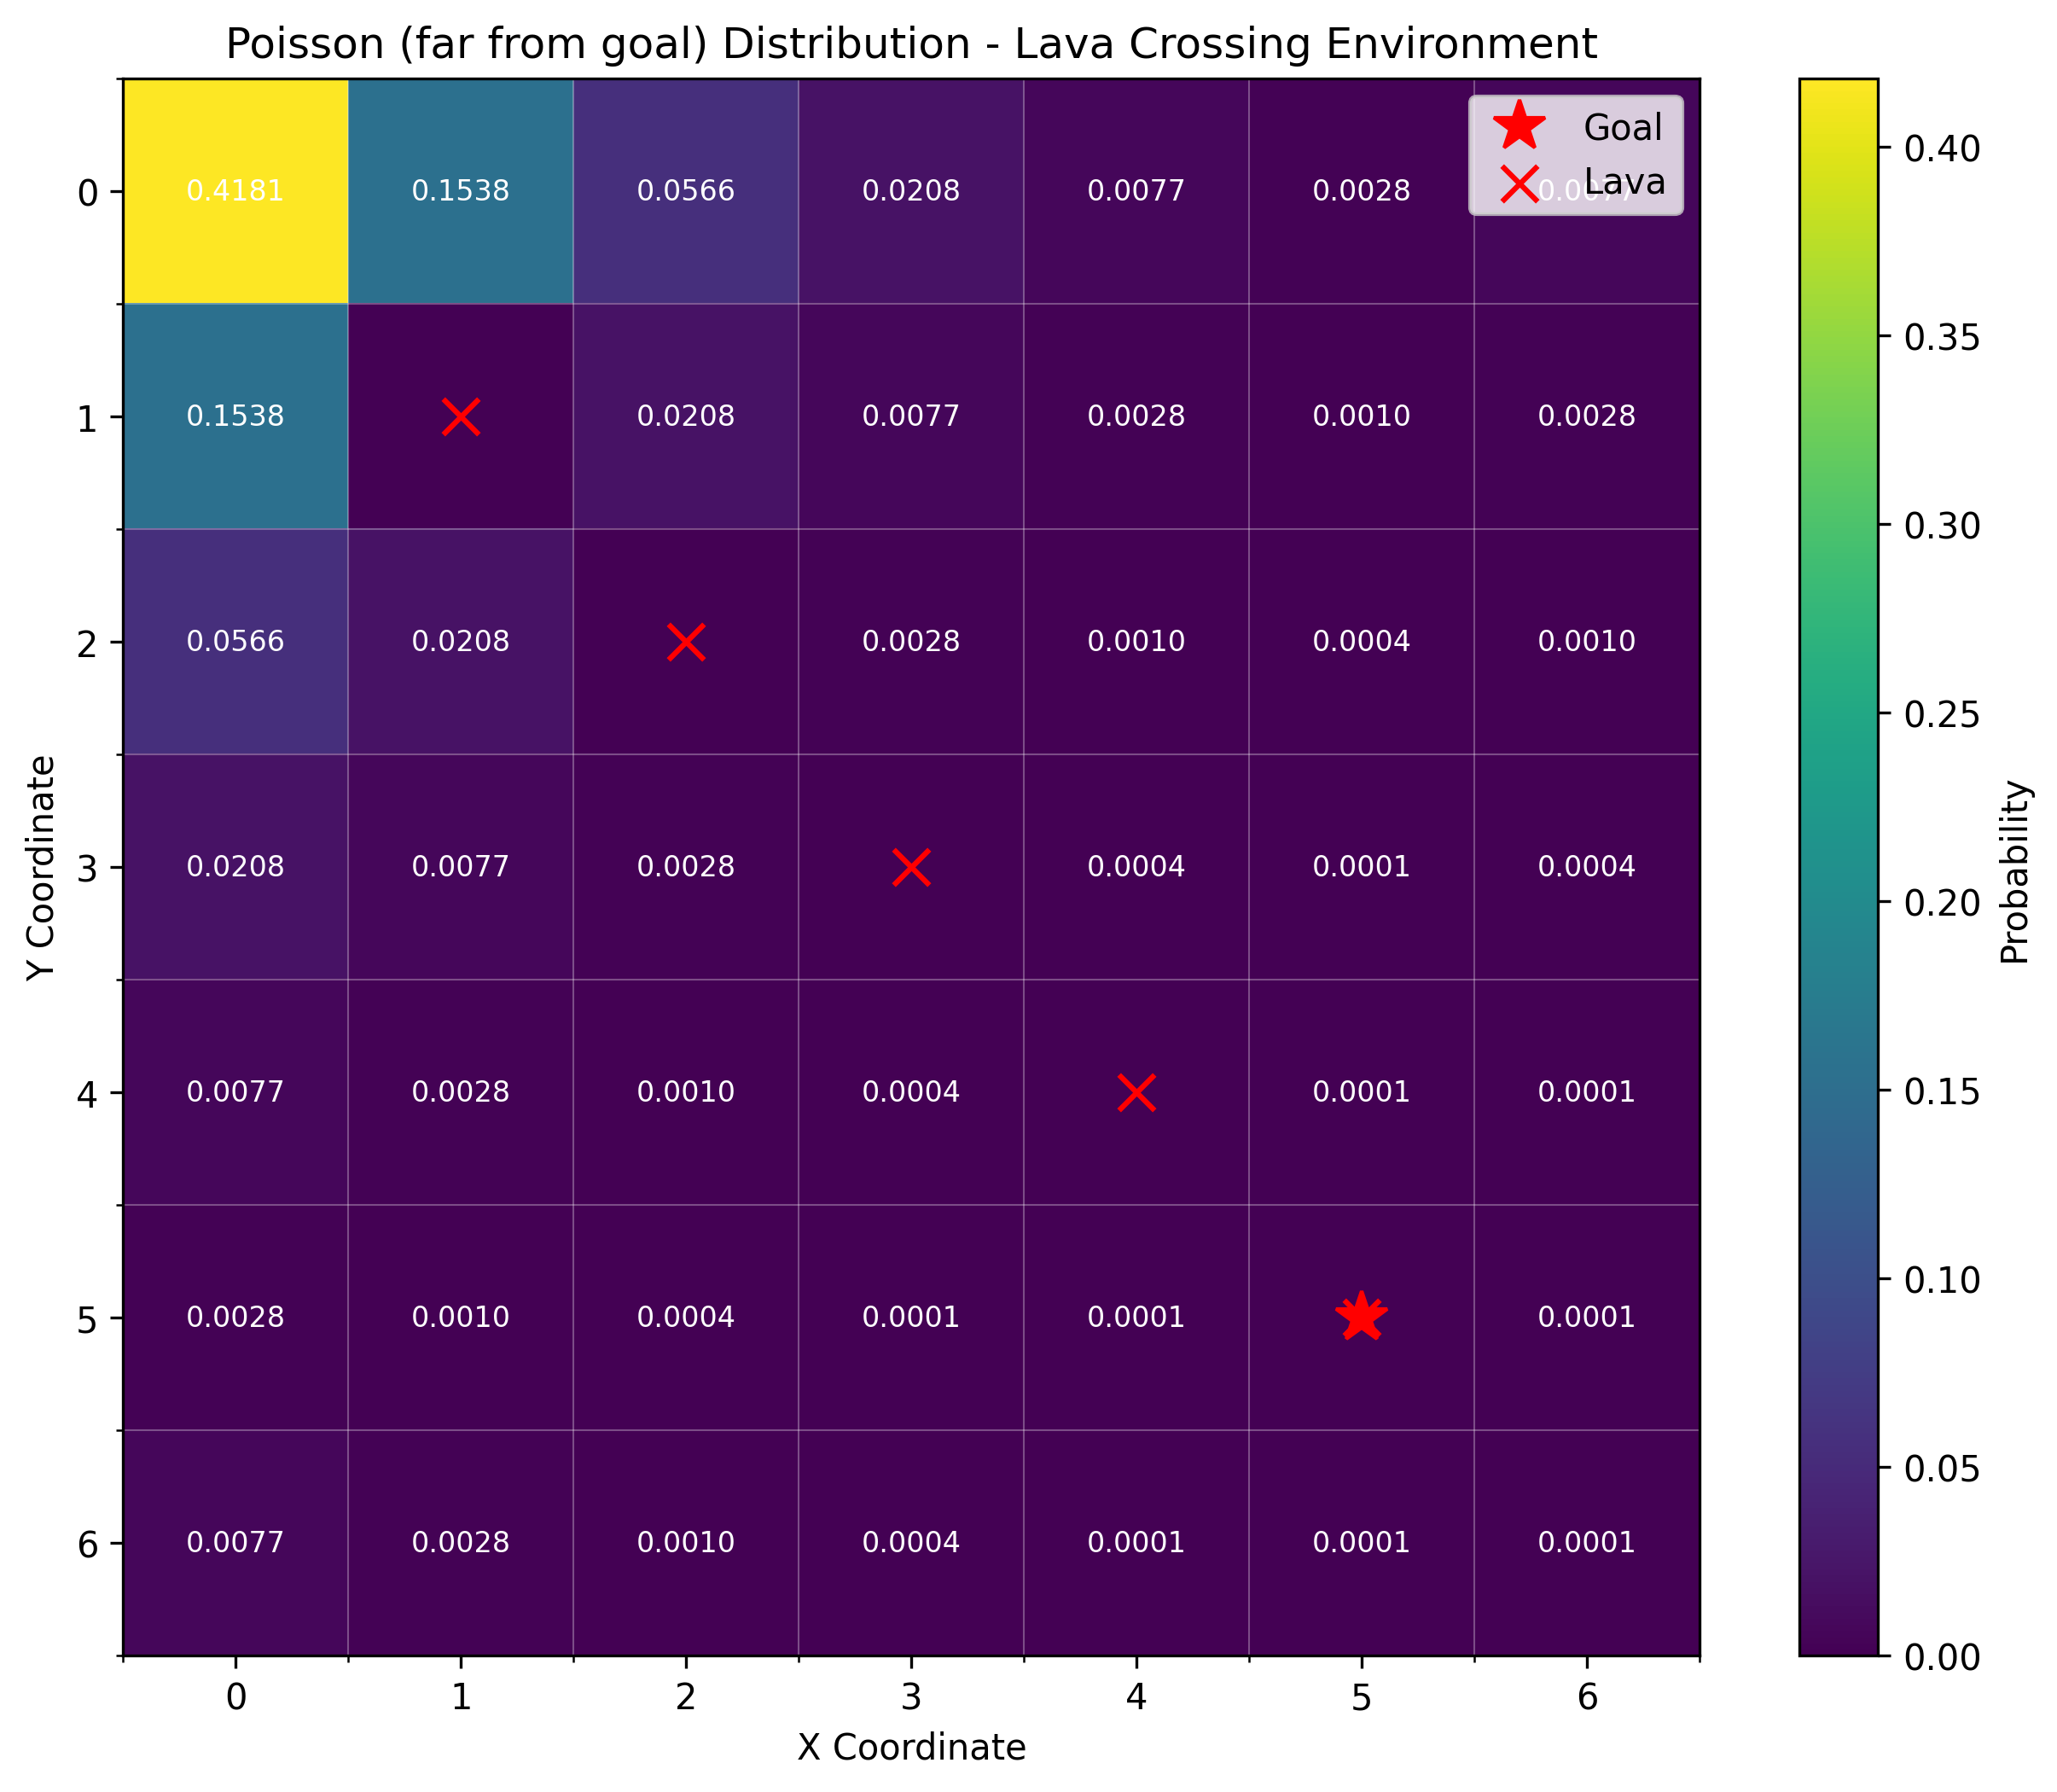 Poisson (far from goal) Distribution - Lava Crossing Environment
Goal
Lava
0 0.4181 0.1538 0.0566 0.0208 0.0077 0.0028 0.0077
1 0.1538 0.0208 0.0077 0.0028 0.0010 0.0028
2 0.0566 0.0208 0.0028 0.0010 0.0004 0.0010
3 0.0208 0.0077 0.0028 0.0004 0.0001 0.0004
4 0.0077 0.0028 0.0010 0.0004 0.0001 0.0001
5 0.0028 0.0010 0.0004 0.0001 0.0001 0.0001
6 0.0077 0.0028 0.0010 0.0004 0.0001 0.0001 0.0001
0 1 2 3 4 5 6
X Coordinate
Y Coordinate
0.40
0.35
0.30
0.25
0.20
0.15
0.10
0.05
0.00
Probability